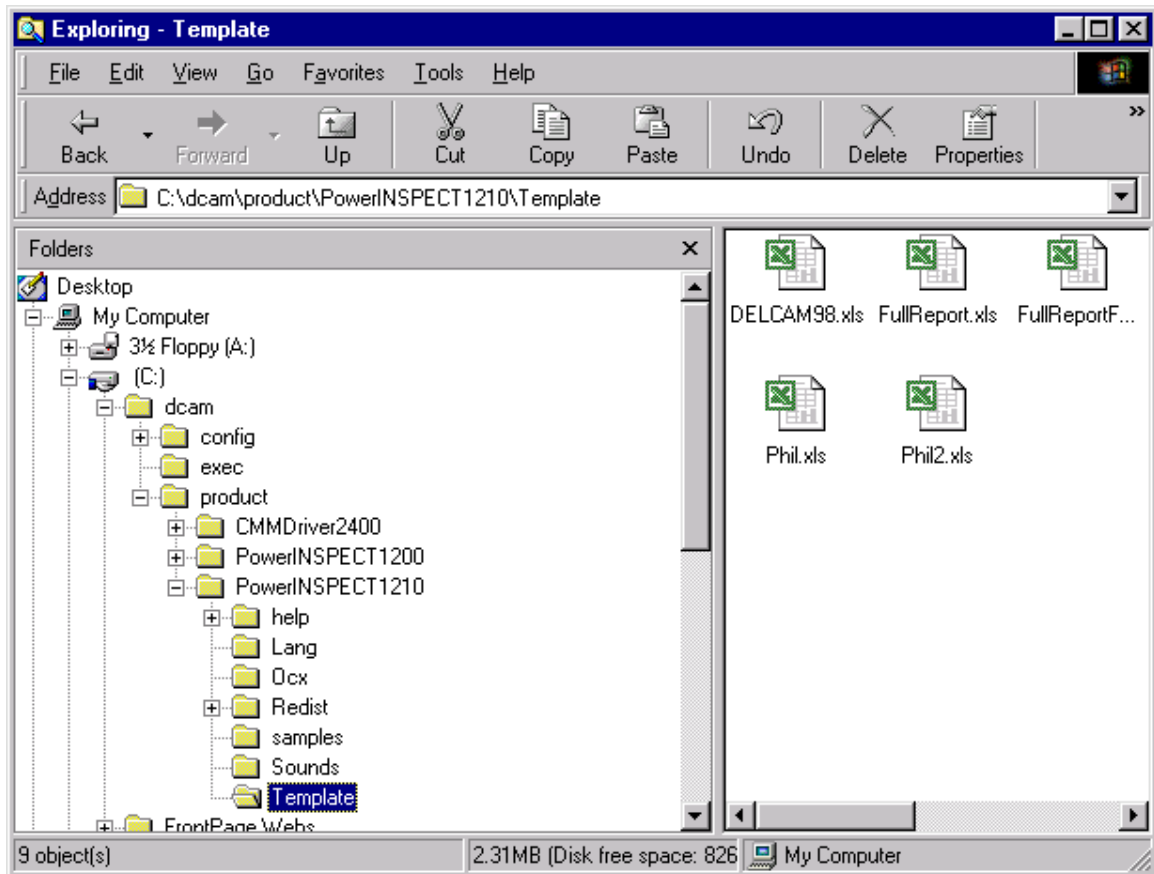 Exploring - Template
File Edit View Go Favorites Tools Help
Back Forward Up Cut Copy Paste Undo Delete Properties »
Address C:\dcam\product\PowerINSPECT1210\Template
Folders
Desktop
My Computer
3½ Floppy (A:)
(C:)
dcam
config
exec
product
CMMDriver2400
PowerINSPECT1200
PowerINSPECT1210
help
Lang
Ocx
Redist
samples
Sounds
Template
FrontPage Webs
DELCAM98.xls FullReport.xls FullReportF...
Phil.xls Phil2.xls
9 object(s) 2.31MB (Disk free space: 826 My Computer